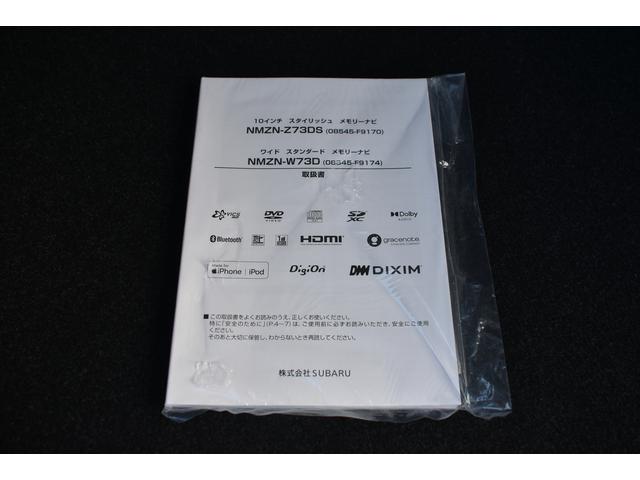 10インチ スタイリッシュ メモリーナビ
NMZN-Z73DS (08545-F9170)
ワイド スタンダード メモリーナビ
NMZN-W73D (08545-F9174)
取扱書
VICS DVD VIDEO SD XC Dolby AUDIO
Bluetooth HDMI gracenote
Made for
iPhone | iPod DigiOn DiXiM
■この取扱書をよくお読みのうえ、正しくお使いください。
特に「安全のために」(P.4~7)は、ご使用前に必ずお読みいただき、安全にご使用
ください。
そのあと大切に保管し、わからないとき再読してください。
株式会社SUBARU